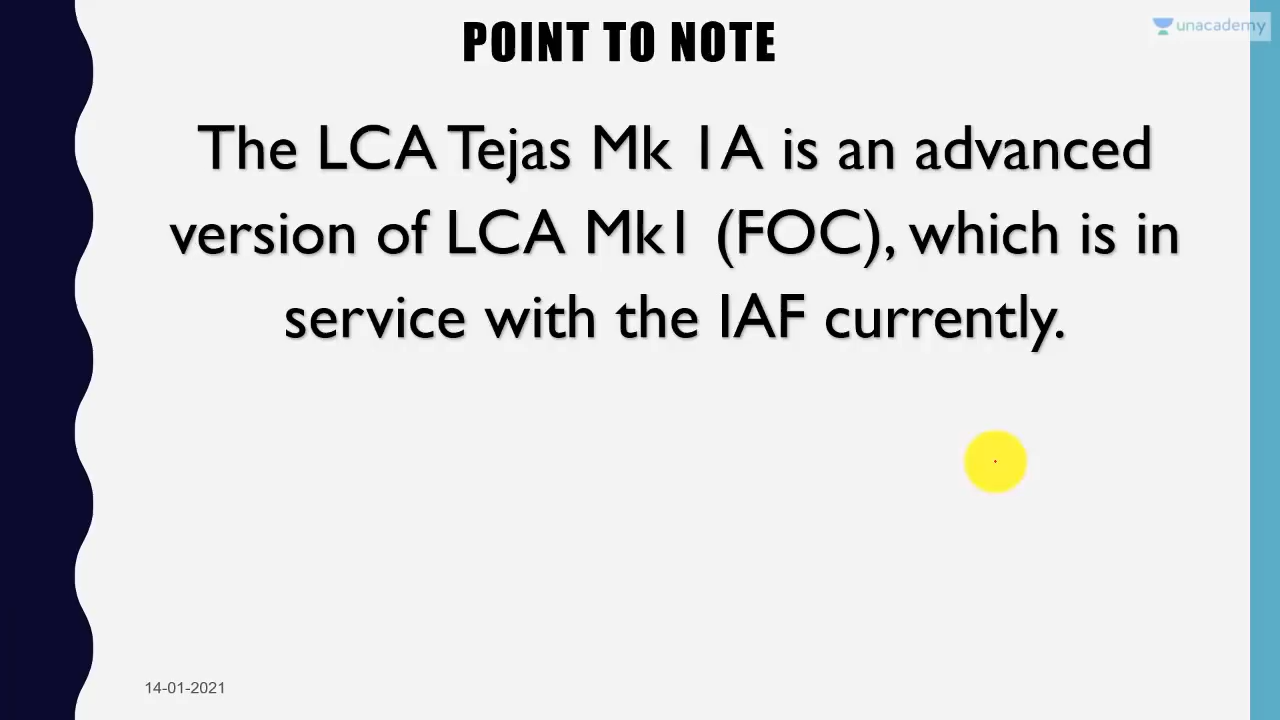 POINT TO NOTE
unacademy
The LCA Tejas Mk 1A is an advanced
version of LCA Mk1 (FOC), which is in
service with the IAF currently.
14-01-2021